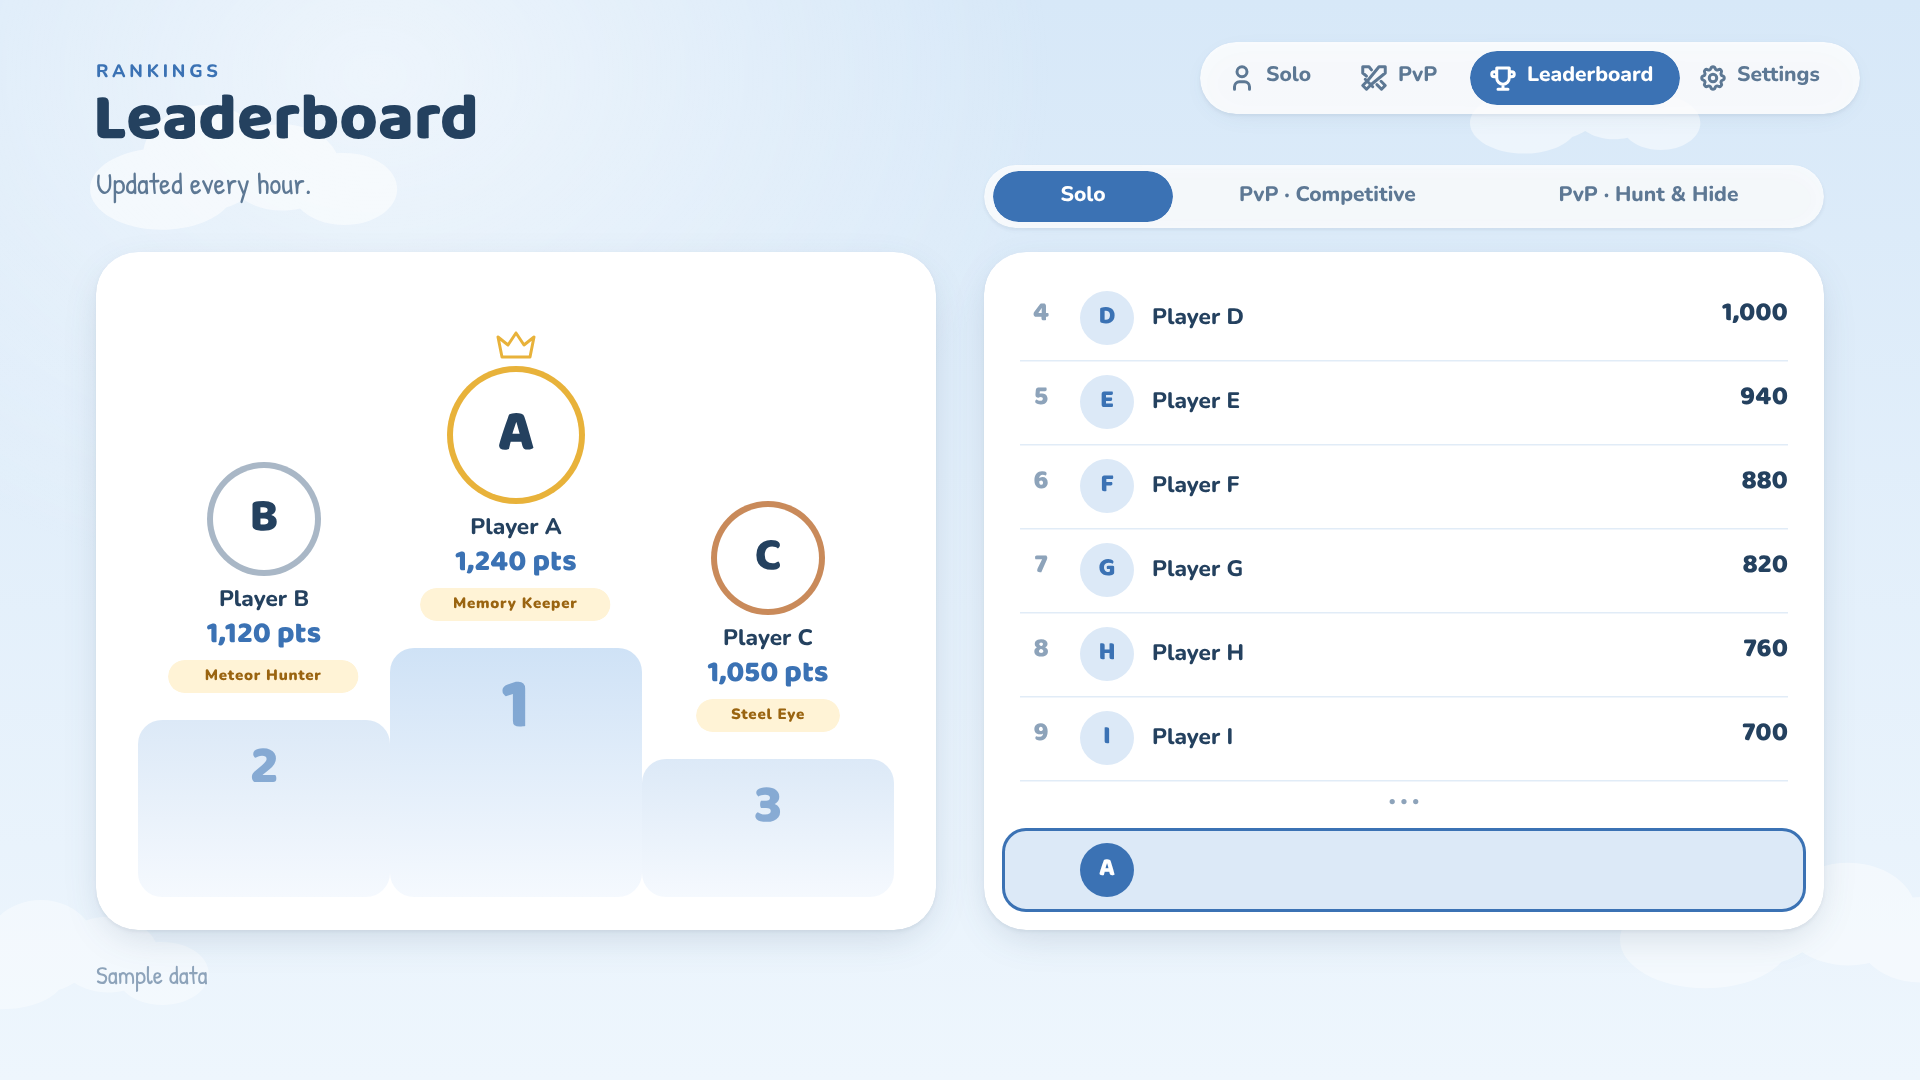 RANKINGS
Leaderboard
Updated every hour.
Solo
PvP
Leaderboard
Settings
Solo
PvP · Competitive
PvP · Hunt & Hide
A
Player A
1,240 pts
Memory Keeper
1
B
Player B
1,120 pts
Meteor Hunter
2
C
Player C
1,050 pts
Steel Eye
3
4 D Player D 1,000
5 E Player E 940
6 F Player F 880
7 G Player G 820
8 H Player H 760
9 I Player I 700
...
A
Sample data